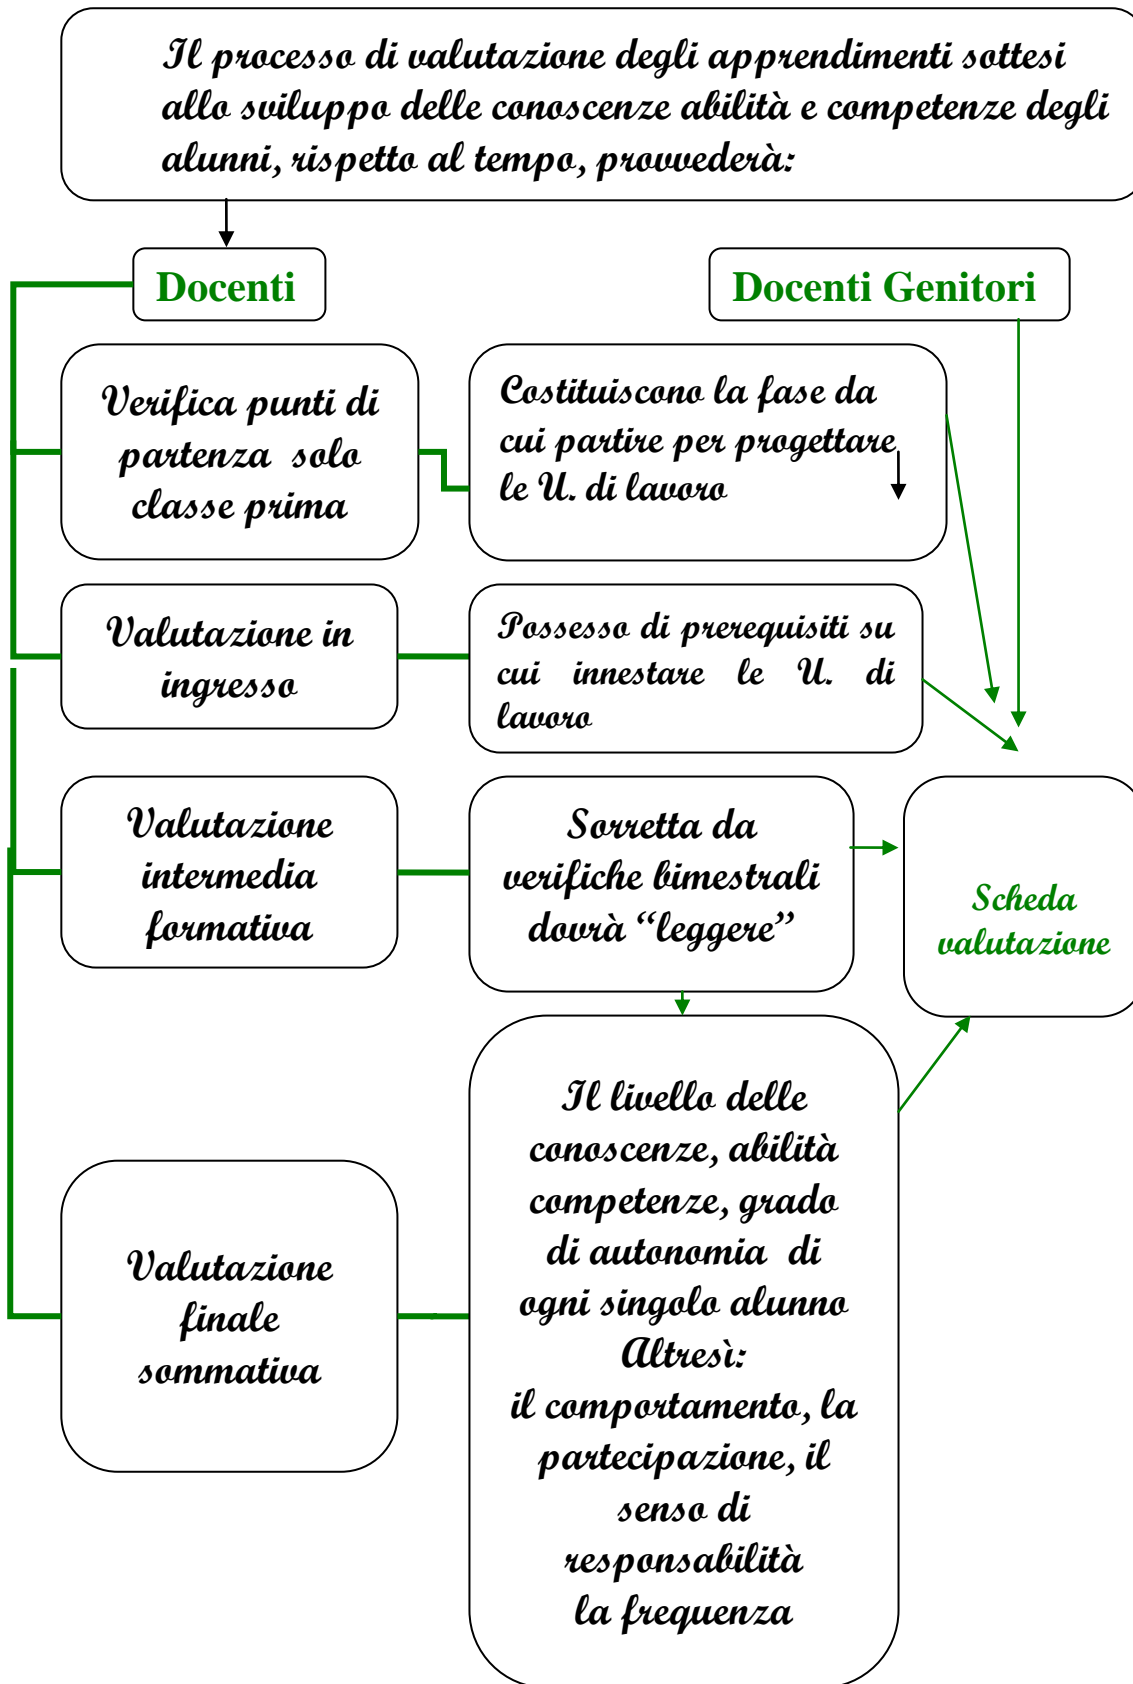 Il processo di valutazione degli apprendimenti sottesi
allo sviluppo delle conoscenze abilità e competenze degli
alunni, rispetto al tempo, provvederà:
Docenti
Docenti Genitori
Verifica punti di
partenza solo
classe prima
Costituiscono la fase da
cui partire per progettare
le U. di lavoro
Valutazione in
ingresso
Possesso di prerequisiti su
cui innestare le U. di
lavoro
Valutazione
intermedia
formativa
Sorretta da
verifiche bimestrali
dovrà “leggere”
Scheda
valutazione
Valutazione
finale
sommativa
Il livello delle
conoscenze, abilità
competenze, grado
di autonomia di
ogni singolo alunno
Altresì:
il comportamento, la
partecipazione, il
senso di
responsabilità
la frequenza